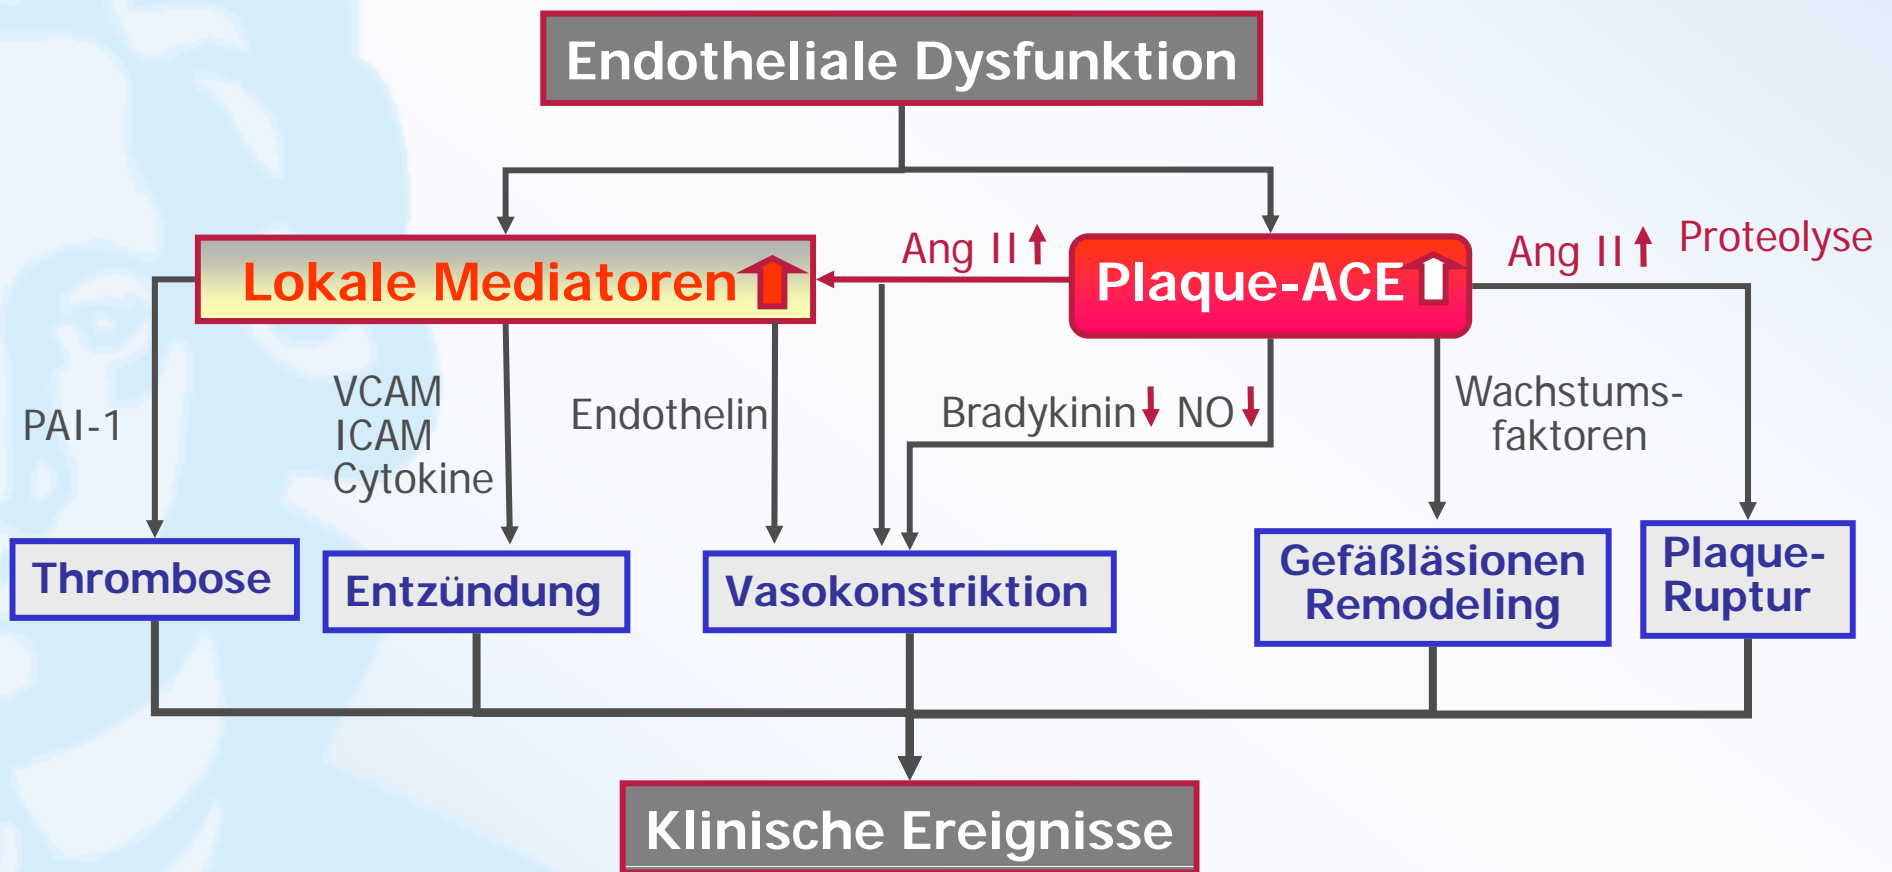 Endotheliale Dysfunktion
Lokale Mediatoren
Ang II
Plaque-ACE
Ang II
Proteolyse
PAI-1
VCAM
ICAM
Cytokine
Endothelin
Bradykinin
NO
Wachstums-
faktoren
Thrombose
Entzündung
Vasokonstriktion
Gefäßläsionen
Remodeling
Plaque-
Ruptur
Klinische Ereignisse